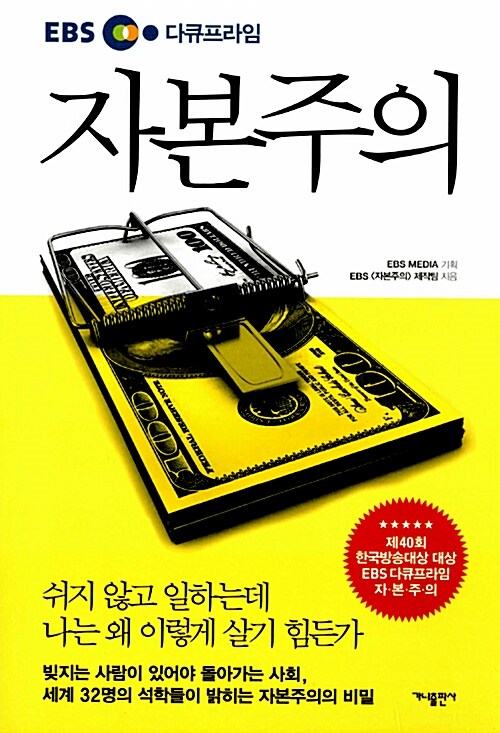 EBS 다큐프라임
자본주의
EBS MEDIA 기획
EBS 〈자본주의〉 제작팀 지음
100
FEDERAL RESERVE NOTE
★★★★★
제40회
한국방송대상 대상
EBS 다큐프라임
자·본·주·의
쉬지 않고 일하는데
나는 왜 이렇게 살기 힘든가
빚지는 사람이 있어야 돌아가는 사회,
세계 32명의 석학들이 밝히는 자본주의의 비밀
가나출판사